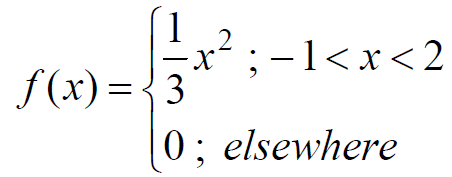 f(x) = { 1/3 x² ; −1 < x < 2
0 ; elsewhere